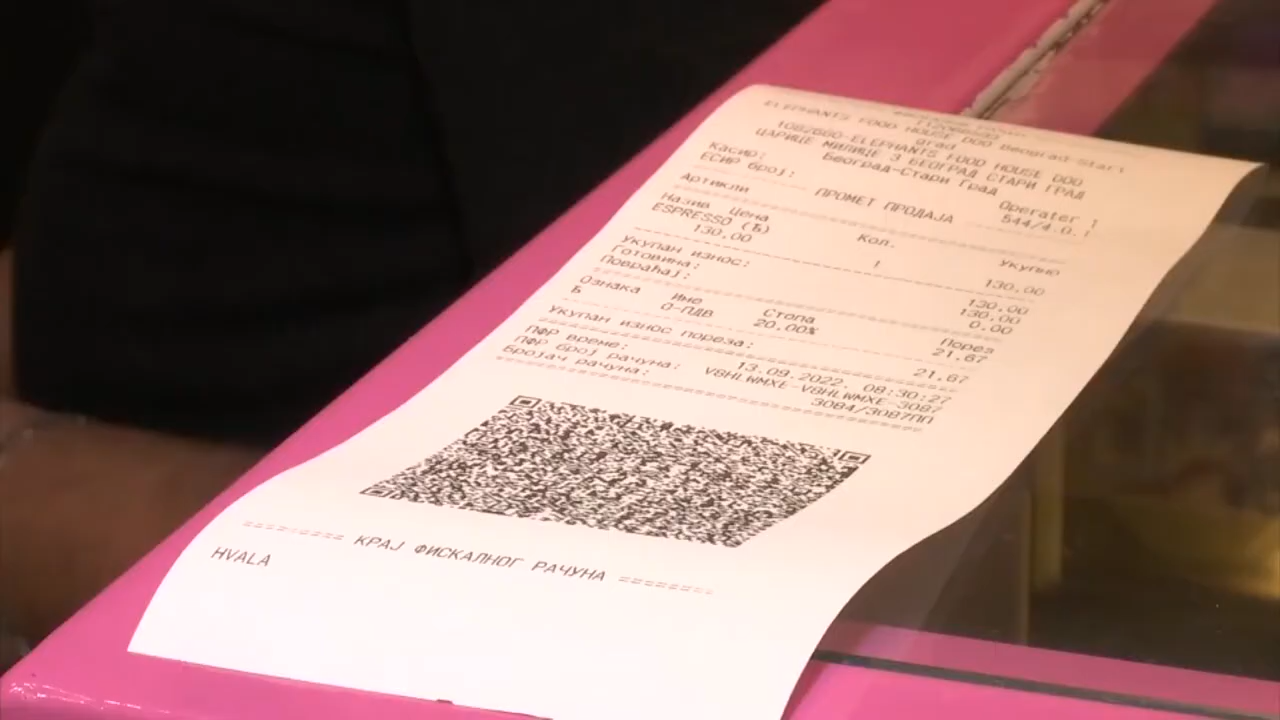 ELEPHANTS FOOD HOUSE DOO Beograd-Stari
grad
1082660-ELEPHANTS FOOD HOUSE DOO
ЦАРИЦЕ МИЛИЦЕ 3 БЕОГРАД СТАРИ ГРАД
Београд-Стари Град
Касир: Operater 1
ЕСИР број: 544/4.0.1
ПРОМЕТ ПРОДАЈА
Артикли
Назив Цена Кол. Укупно
ESPRESSO (Ђ)
130.00 1 130.00
Укупан износ: 130.00
Готовина: 130.00
Повраћај: 0.00
Ознака Име Стопа Порез
Ђ О-ПДВ 20.00% 21.67
Укупан износ пореза: 21.67
ПФР време: 13.09.2022. 08:30:27
ПФР број рачуна: V8HLWMXE-V8HLWMXE-3087
Бројач рачуна: 3084/3087ПП
======== КРАЈ ФИСКАЛНОГ РАЧУНА ========
HVALA